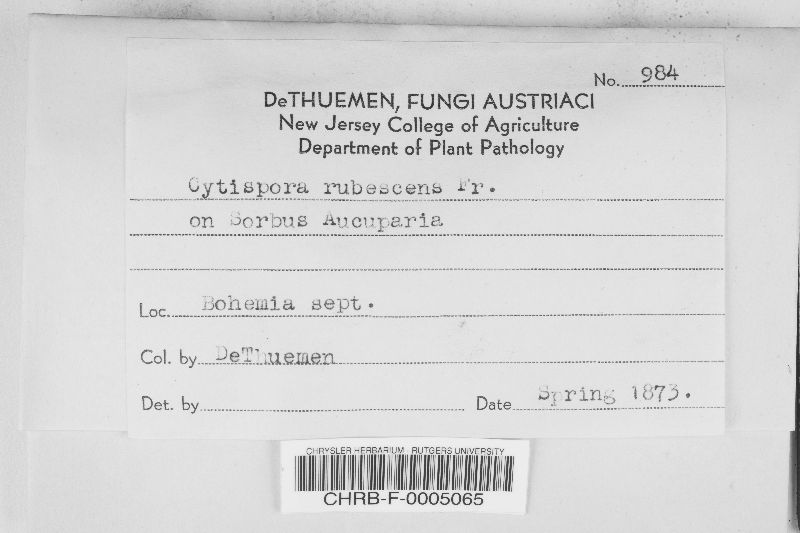 No. 984
DeTHUEMEN, FUNGI AUSTRIACI
New Jersey College of Agriculture
Department of Plant Pathology
Cytispora rubescens Fr.
on Sorbus Aucuparia
Loc. Bohemia sept.
Col. by DeThuemen
Det. by
Date Spring 1873.
CHRYSLER HERBARIUM RUTGERS UNIVERSITY
CHRB-F-0005065